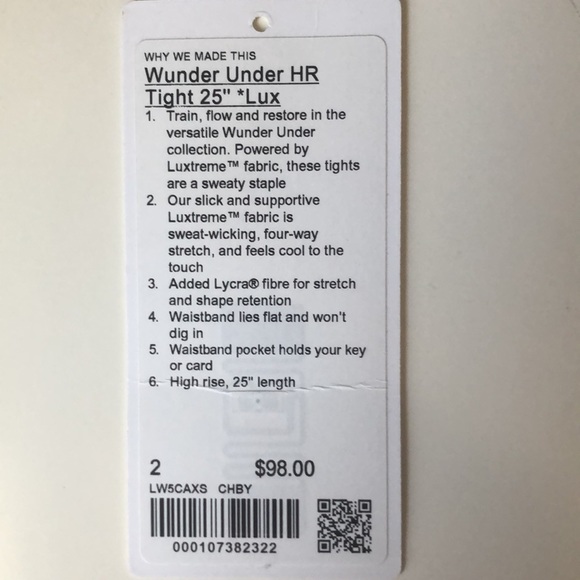 WHY WE MADE THIS
Wunder Under HR
Tight 25" *Lux
1. Train, flow and restore in the
versatile Wunder Under
collection. Powered by
Luxtreme™ fabric, these tights
are a sweaty staple
2. Our slick and supportive
Luxtreme™ fabric is
sweat-wicking, four-way
stretch, and feels cool to the
touch
3. Added Lycra® fibre for stretch
and shape retention
4. Waistband lies flat and won't
dig in
5. Waistband pocket holds your key
or card
6. High rise, 25" length
2 $98.00
LW5CAXS CHBY
000107382322